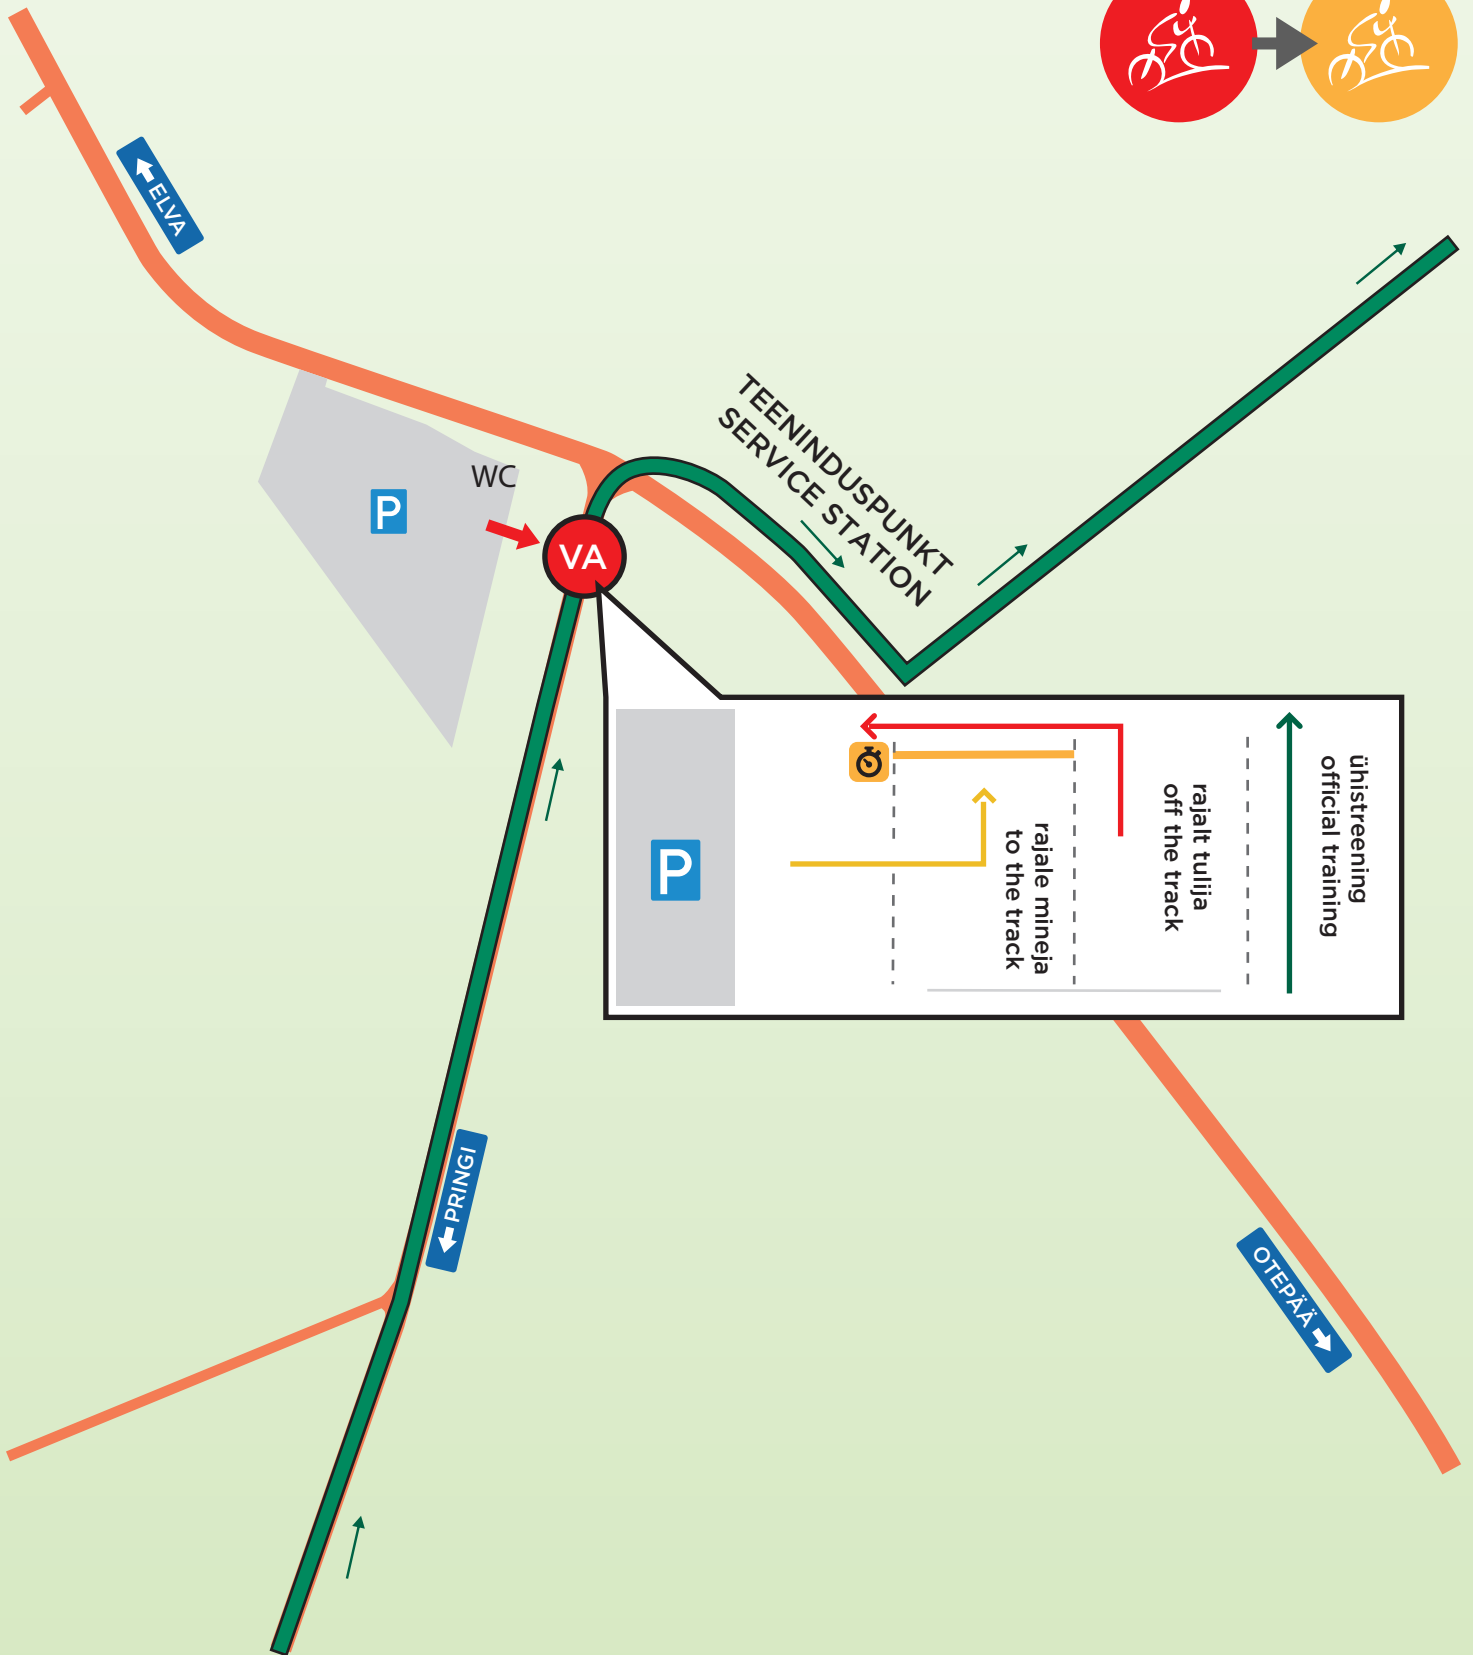 ELVA
TEENINDUSPUNKT
SERVICE STATION
WC
P
VA
P
rajale mineja
to the track
rajalt tulija
off the track
ühistreening
official training
PRINGI
OTEPÄÄ